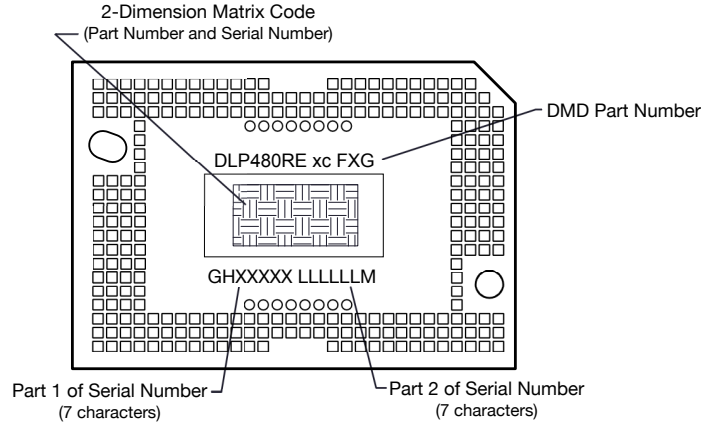 2-Dimension Matrix Code
(Part Number and Serial Number)
DMD Part Number
DLP480RE xc FXG
GHXXXXX LLLLLLM
Part 1 of Serial Number
(7 characters)
Part 2 of Serial Number
(7 characters)